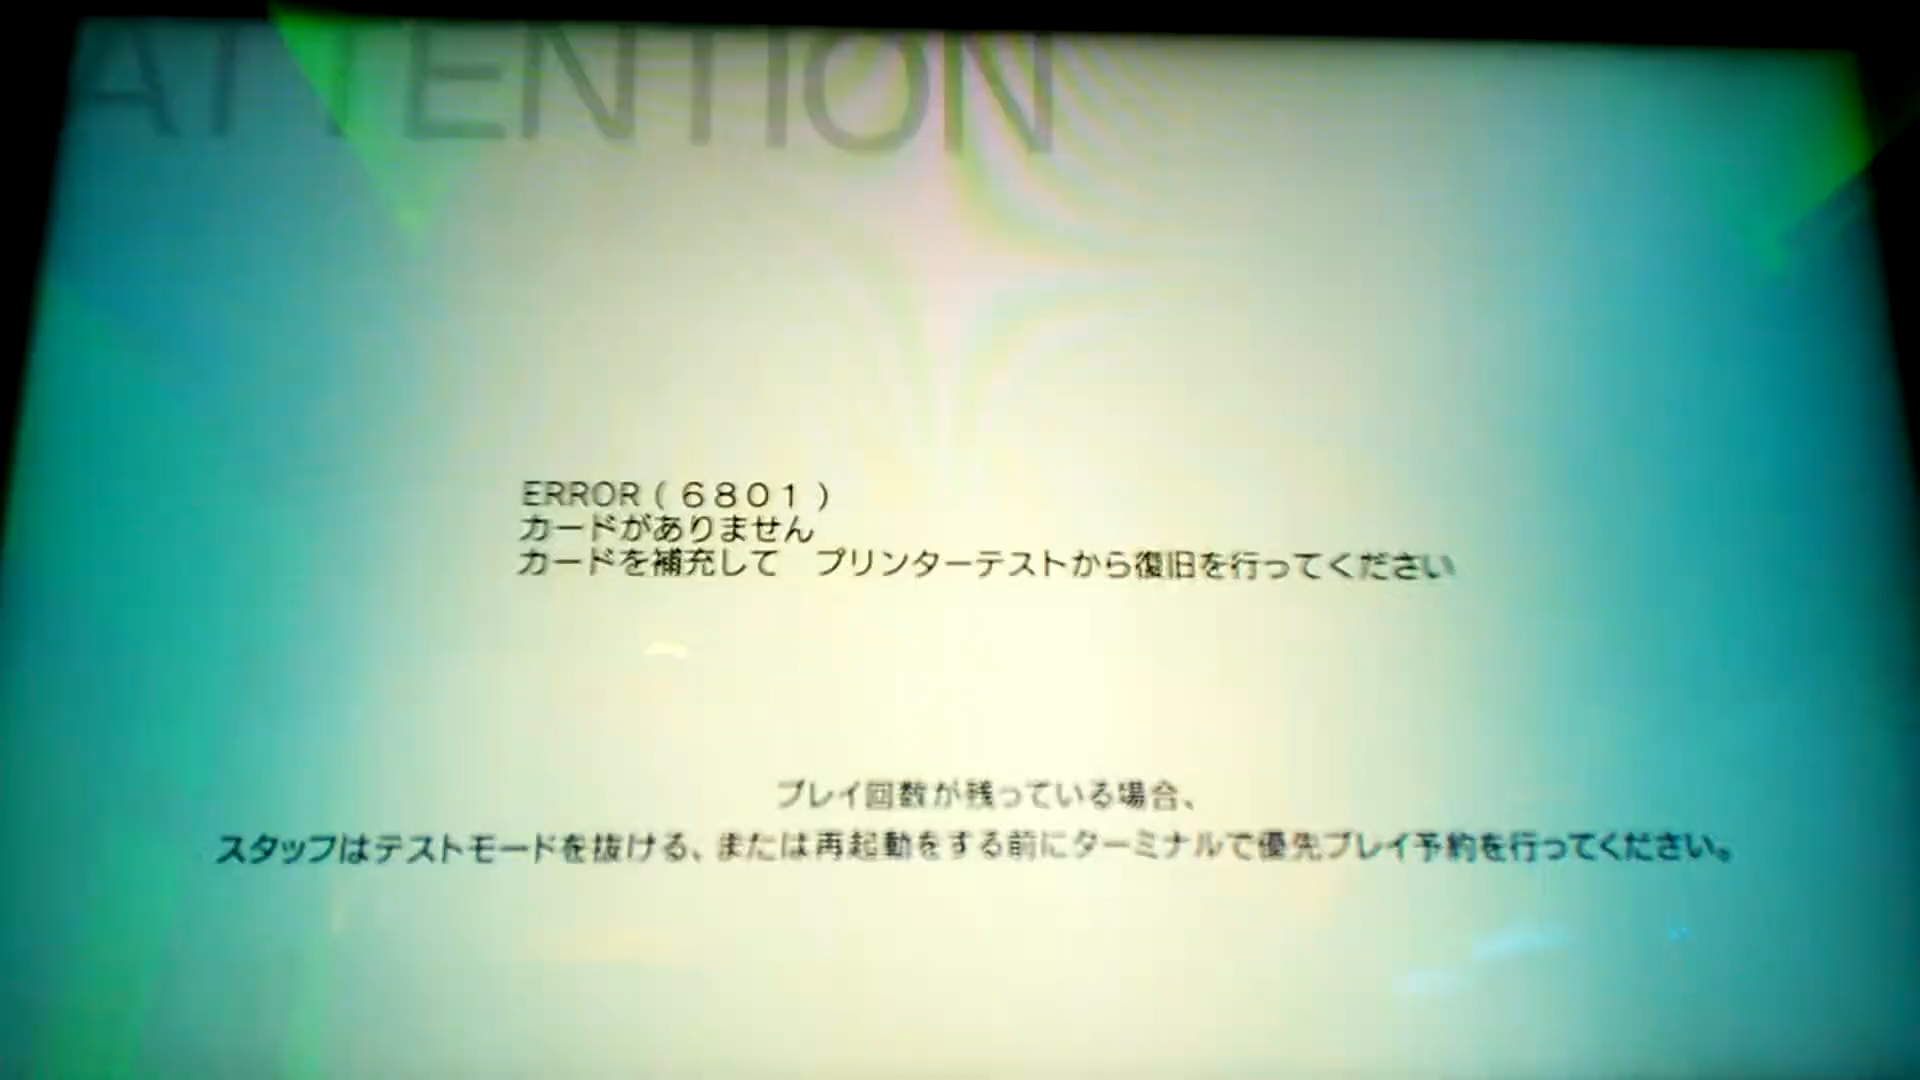 ATTENTION
ERROR(6801)
カードがありません
カードを補充して　プリンターテストから復旧を行ってください
プレイ回数が残っている場合、
スタッフはテストモードを抜ける、または再起動をする前にターミナルで優先プレイ予約を行ってください。